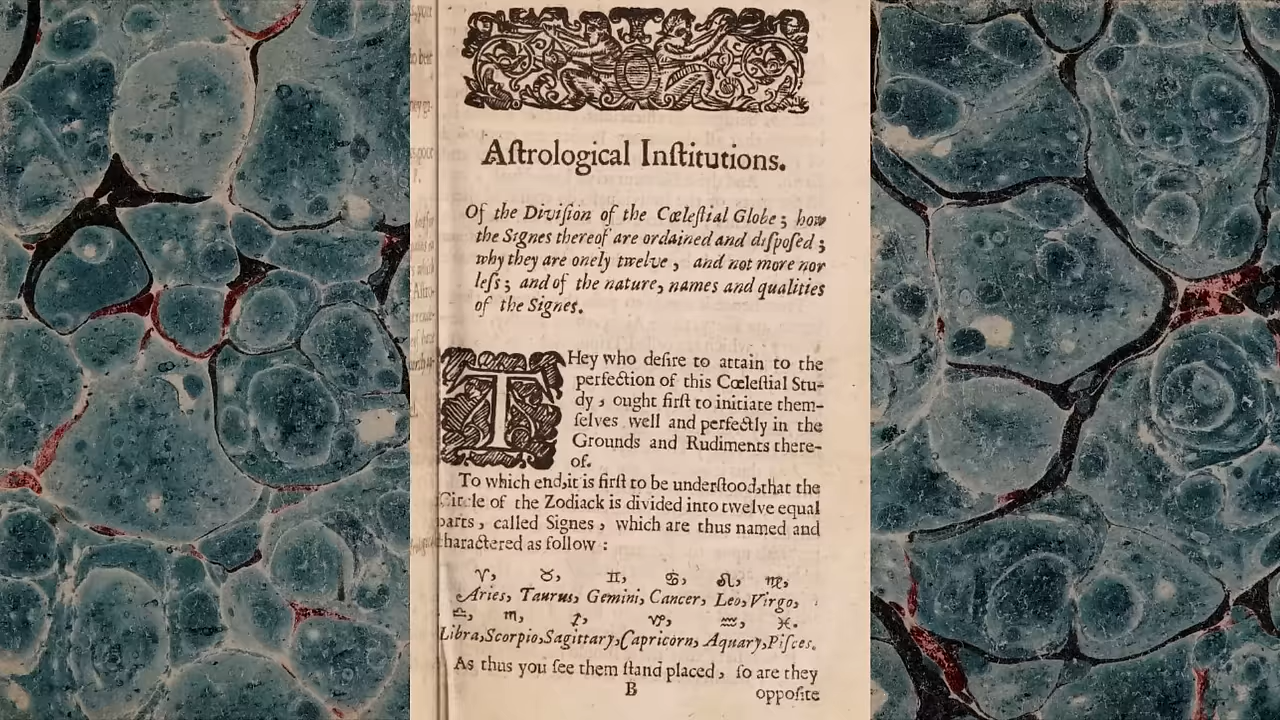 Aſtrological Inſtitutions.
Of the Diviſion of the Cœleſtial Globe; how
the Signes thereof are ordained and diſpoſed;
why they are onely twelve, and not more nor
leſs; and of the nature, names and qualities
of the Signes.
THey who deſire to attain to the
perfection of this Cœleſtial Stu-
dy, ought firſt to initiate them-
ſelves well and perfectly in the
Grounds and Rudiments there-
of.
To which end, it is firſt to be underſtood, that the
Circle of the Zodiack is divided into twelve equal
parts, called Signes, which are thus named and
charactered as follow:
♈, ♉, ♊, ♋, ♌, ♍,
Aries, Taurus, Gemini, Cancer, Leo, Virgo,
♎, ♏, ♐, ♑, ♒, ♓.
Libra, Scorpio, Sagittary, Capricorn, Aquary, Piſces.
As thus you ſee them ſtand placed, ſo are they
B
oppoſite